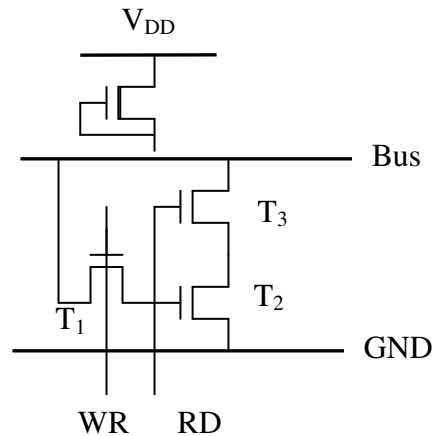 V_DD
Bus
T_3
T_2
T_1
GND
WR RD